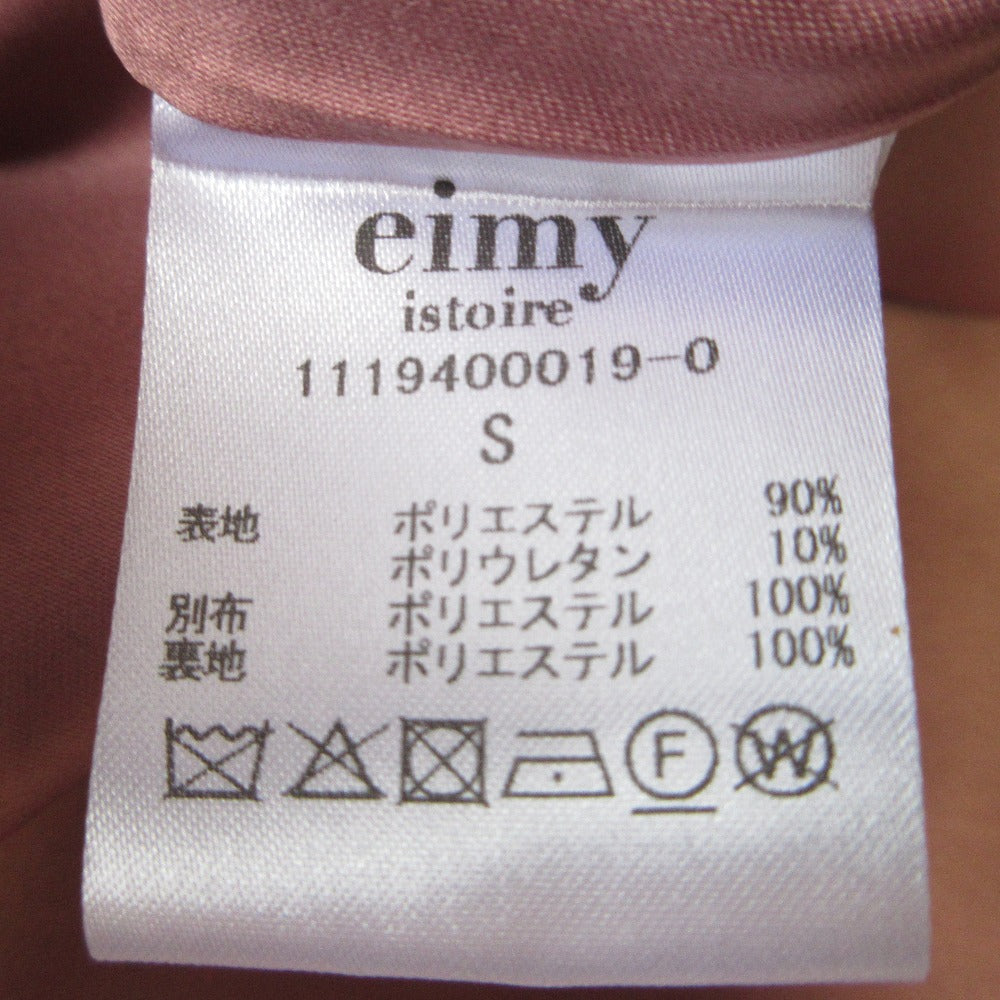 eimy
istoire
1119400019-0
S
表地 ポリエステル 90%
ポリウレタン 10%
別布 ポリエステル 100%
裏地 ポリエステル 100%
F W